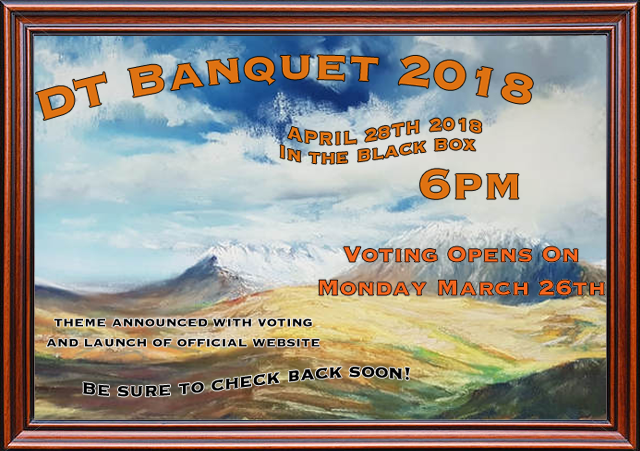 DT Banquet 2018
April 28th 2018
In the Black Box
6pm
Voting Opens On
Monday March 26th
theme announced with voting
and launch of official website
Be sure to check back soon!